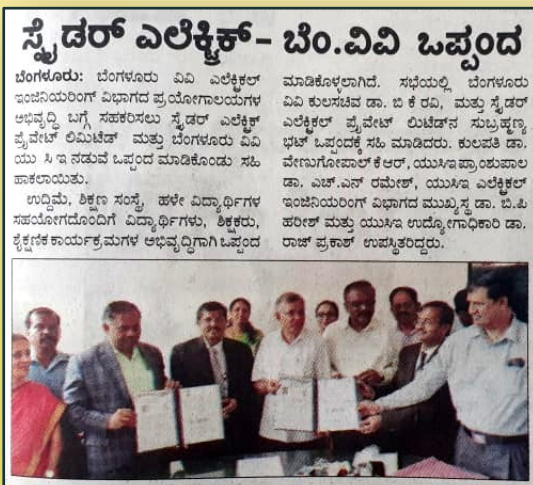 ಸ್ಪೈಡರ್ ಎಲೆಕ್ಟ್ರಿಕ್- ಬೆಂ.ವಿವಿ ಒಪ್ಪಂದ
ಬೆಂಗಳೂರು: ಬೆಂಗಳೂರು ವಿವಿ ಎಲೆಕ್ಟ್ರಿಕಲ್
ಇಂಜಿನಿಯರಿಂಗ್ ವಿಭಾಗದ ಪ್ರಯೋಗಾಲಯಗಳ
ಅಭಿವೃದ್ಧಿ ಬಗ್ಗೆ ಸಹಕರಿಸಲು ಸ್ಪೈಡರ್ ಎಲೆಕ್ಟ್ರಿಕ್
ಪ್ರೈವೇಟ್ ಲಿಮಿಟೆಡ್ ಮತ್ತು ಬೆಂಗಳೂರು ವಿವಿ
ಯು ಸಿ ಇ ನಡುವೆ ಒಪ್ಪಂದ ಮಾಡಿಕೊಂಡು ಸಹಿ
ಹಾಕಲಾಯಿತು.
ಉದ್ದಿಮೆ, ಶಿಕ್ಷಣ ಸಂಸ್ಥೆ, ಹಳೇ ವಿದ್ಯಾರ್ಥಿಗಳ
ಸಹಯೋಗದೊಂದಿಗೆ ವಿದ್ಯಾರ್ಥಿಗಳು, ಶಿಕ್ಷಕರು,
ಶೈಕ್ಷಣಿಕ ಕಾರ್ಯಕ್ರಮಗಳ ಅಭಿವೃದ್ಧಿಗಾಗಿ ಒಪ್ಪಂದ
ಮಾಡಿಕೊಳ್ಳಲಾಗಿದೆ. ಸಭೆಯಲ್ಲಿ ಬೆಂಗಳೂರು
ವಿವಿ ಕುಲಸಚಿವ ಡಾ. ಬಿ ಕೆ ರವಿ, ಮತ್ತು ಸ್ಪೈಡರ್
ಎಲೆಕ್ಟ್ರಿಕಲ್ ಪ್ರೈವೇಟ್ ಲಿಟೆಡ್‌ನ ಸುಬ್ರಹ್ಮಣ್ಯ
ಭಟ್ ಒಪ್ಪಂದಕ್ಕೆ ಸಹಿ ಮಾಡಿದರು. ಕುಲಪತಿ ಡಾ.
ವೇಣುಗೋಪಾಲ್ ಕೆ ಆರ್, ಯುಸಿಇ ಪ್ರಾಂಶುಪಾಲ
ಡಾ. ಎಚ್.ಎನ್ ರಮೇಶ್, ಯುಸಿಇ ಎಲೆಕ್ಟ್ರಿಕಲ್
ಇಂಜಿನಿಯರಿಂಗ್ ವಿಭಾಗದ ಮುಖ್ಯಸ್ಥ ಡಾ. ಬಿ.ಪಿ
ಹರೀಶ್ ಮತ್ತು ಯುಸಿಇ ಉದ್ಯೋಗಾಧಿಕಾರಿ ಡಾ.
ರಾಜ್ ಪ್ರಕಾಶ್ ಉಪಸ್ಥಿತರಿದ್ದರು.